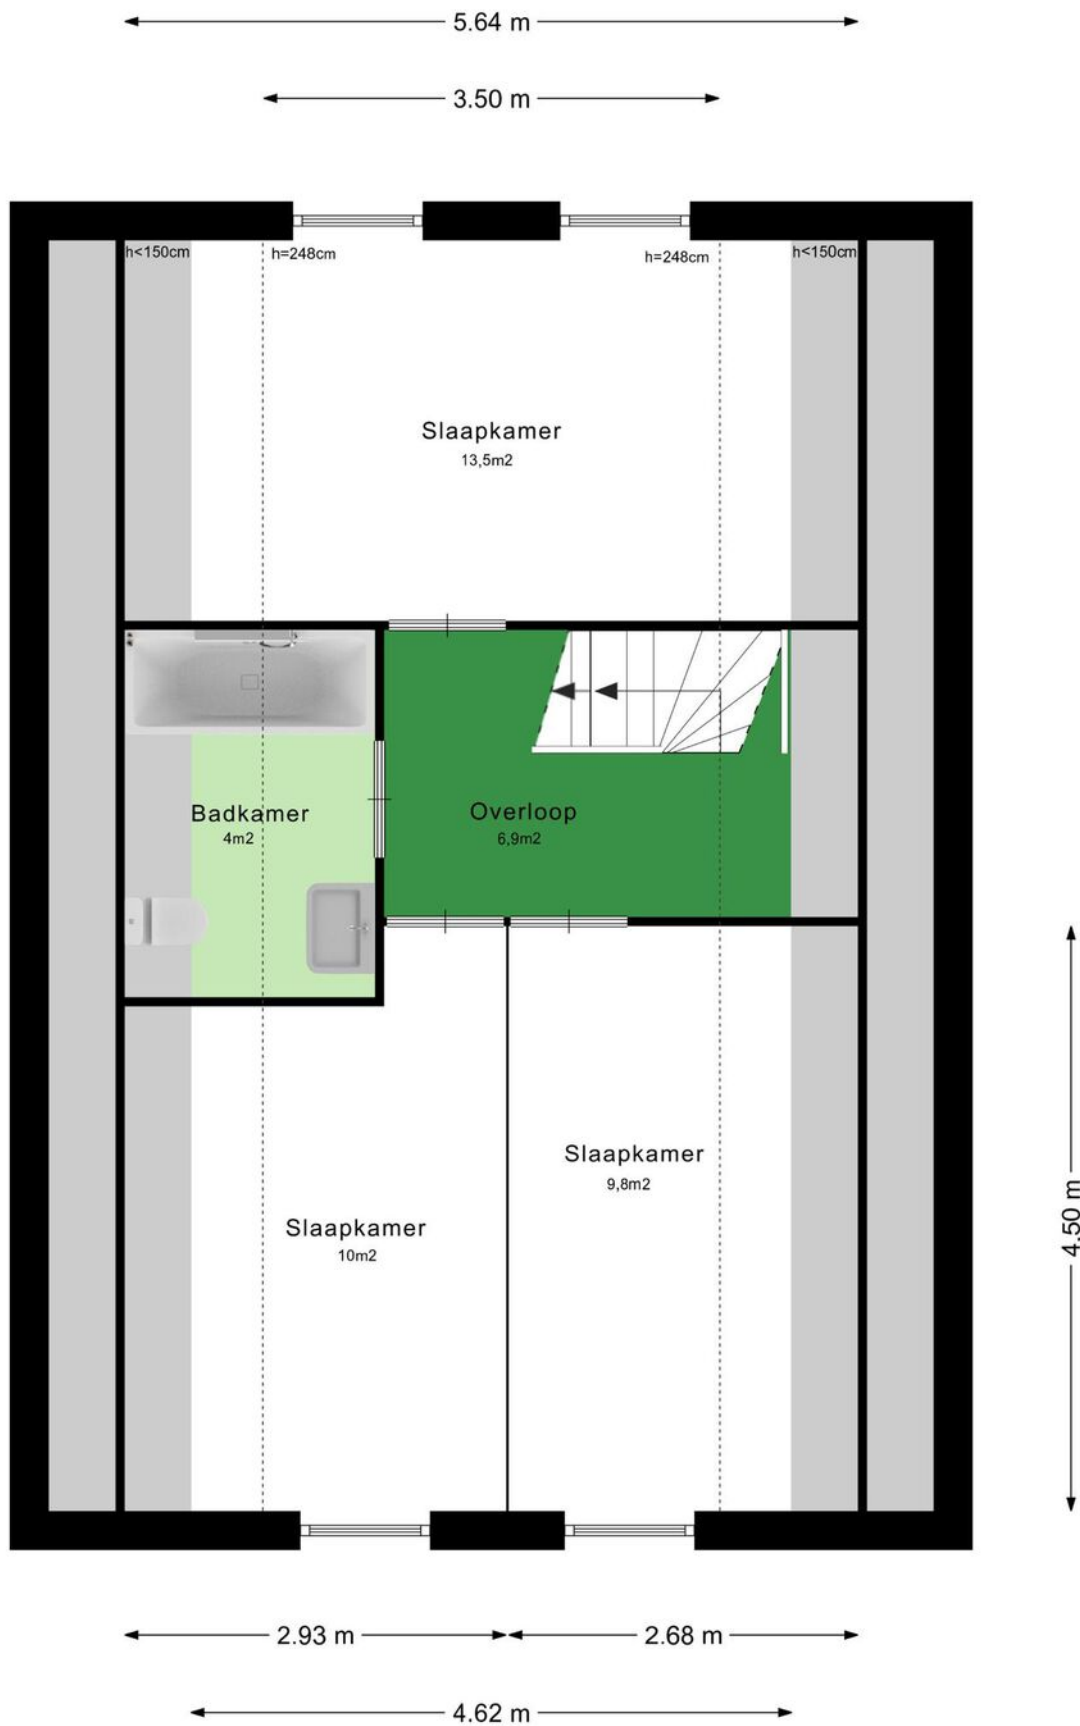 5.64 m
3.50 m
h<150cm
h=248cm
h=248cm
h<150cm
Slaapkamer
13,5m2
Badkamer
4m2
Overloop
6,9m2
Slaapkamer
9,8m2
Slaapkamer
10m2
4.50 m
2.93 m
2.68 m
4.62 m